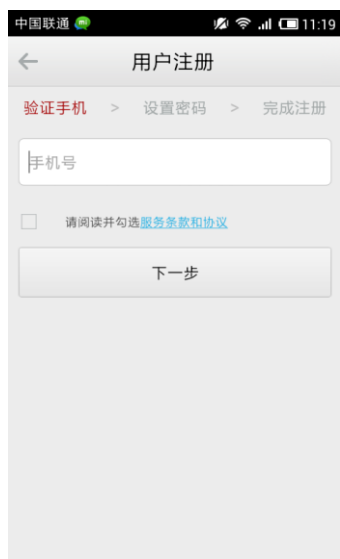 中国联通 11:19
用户注册
验证手机 > 设置密码 > 完成注册
手机号
请阅读并勾选服务条款和协议
下一步